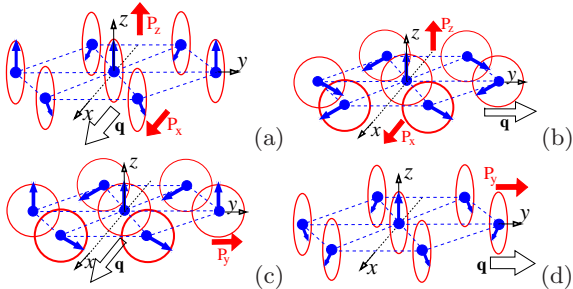 z P_z
y
x q P_x (a)
z P_z
y
x P_x q (b)
z
y
x q P_y (c)
z P_y
y
x q (d)